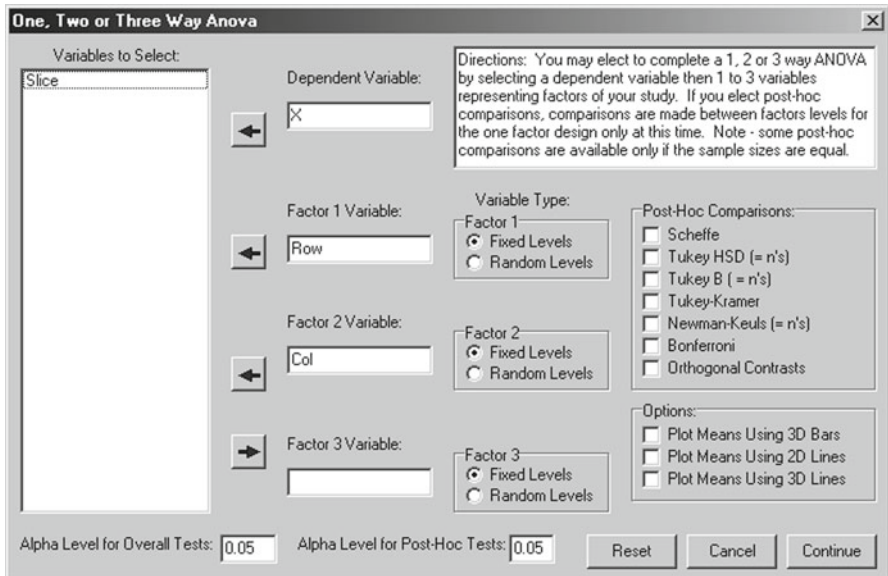 One, Two or Three Way Anova
Variables to Select:
Slice
Dependent Variable:
X
Directions: You may elect to complete a 1, 2 or 3 way ANOVA
by selecting a dependent variable then 1 to 3 variables
representing factors of your study. If you elect post-hoc
comparisons, comparisons are made between factors levels for
the one factor design only at this time. Note - some post-hoc
comparisons are available only if the sample sizes are equal.
Factor 1 Variable:
Row
Variable Type:
Factor 1
Fixed Levels
Random Levels
Post-Hoc Comparisons:
Scheffe
Tukey HSD (= n's)
Tukey B ( = n's)
Tukey-Kramer
Newman-Keuls (= n's)
Bonferroni
Orthogonal Contrasts
Factor 2 Variable:
Col
Factor 2
Fixed Levels
Random Levels
Factor 3 Variable:
Factor 3
Fixed Levels
Random Levels
Options:
Plot Means Using 3D Bars
Plot Means Using 2D Lines
Plot Means Using 3D Lines
Alpha Level for Overall Tests: 0.05
Alpha Level for Post-Hoc Tests: 0.05
Reset
Cancel
Continue